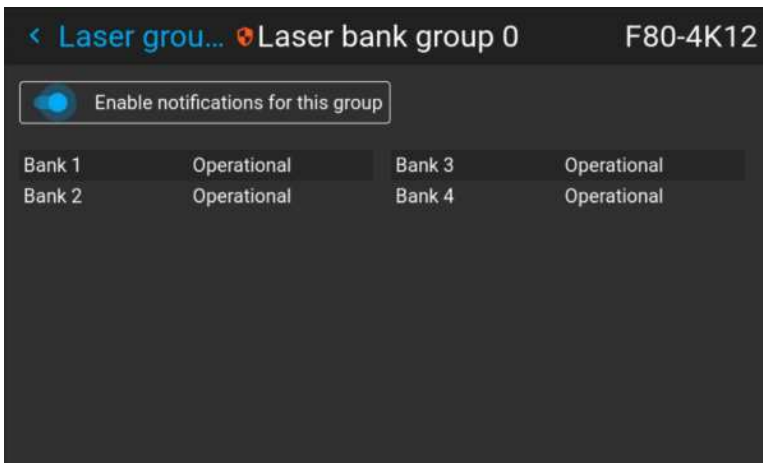 < Laser grou... Laser bank group 0 F80-4K12
Enable notifications for this group
Bank 1 Operational Bank 3 Operational
Bank 2 Operational Bank 4 Operational